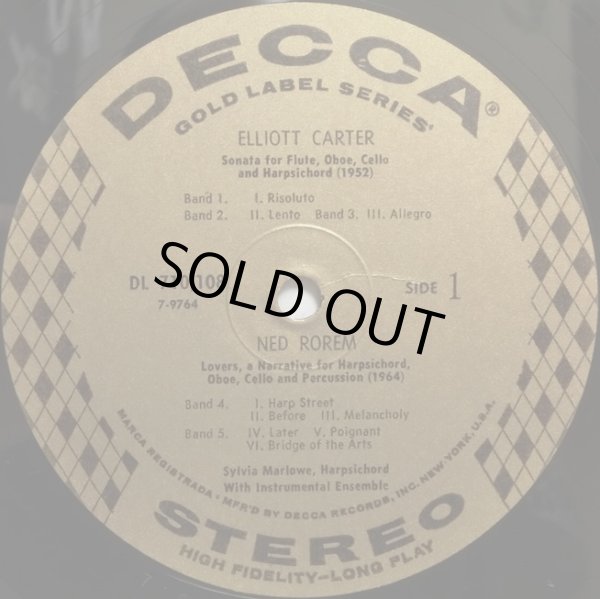 DECCA®
GOLD LABEL SERIES
ELLIOTT CARTER
Sonata for Flute, Oboe, Cello
and Harpsichord (1952)
Band 1. I. Risoluto
Band 2. II. Lento Band 3. III. Allegro
DL 710108
SIDE 1
7-9764
SOLD OUT
NED ROREM
Lovers, a Narrative for Harpsichord,
Oboe, Cello and Percussion (1964)
Band 4. I. Harp Street
II. Before III. Melancholy
Band 5. IV. Later V. Poignant
VI. Bridge of the Arts
Sylvia Marlowe, Harpsichord
With Instrumental Ensemble
MARCA REGISTRADA • MFR'D BY DECCA RECORDS, INC., NEW YORK, U.S.A.
STEREO
HIGH FIDELITY–LONG PLAY